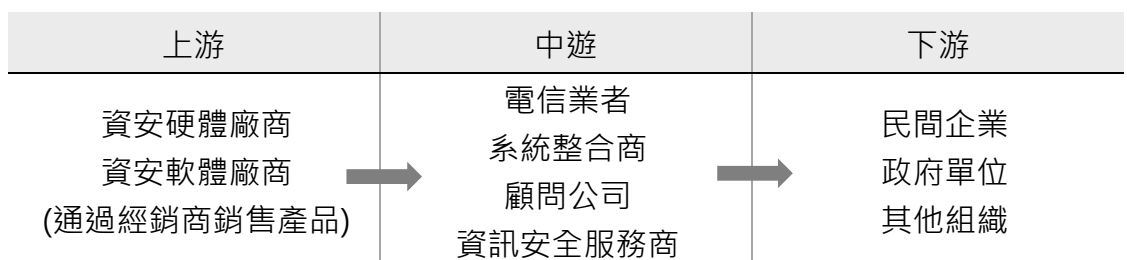 上游
中遊
下游
資安硬體廠商
資安軟體廠商
(通過經銷商銷售產品)
電信業者
系統整合商
顧問公司
資訊安全服務商
民間企業
政府單位
其他組織